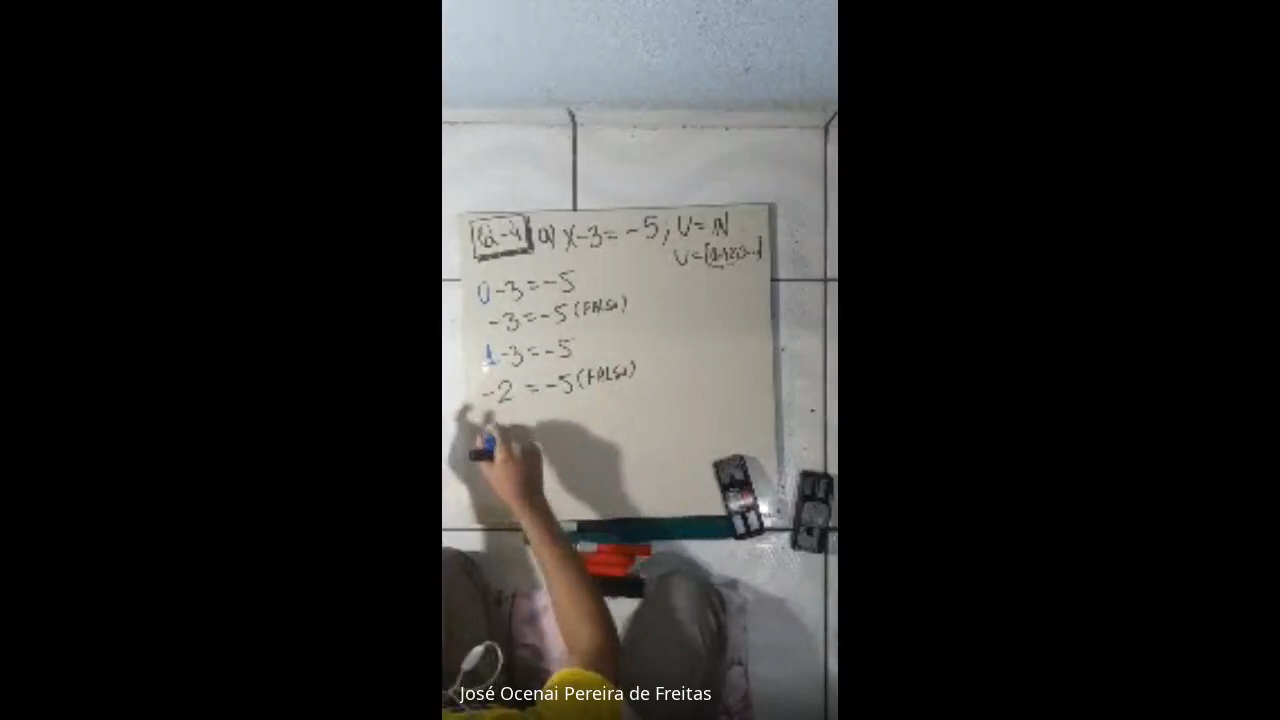 a) X-3=-5; U=IN
0-3=-5
-3=-5 (FALSO)
1-3=-5
-2=-5 (FALSO)
José Ocenai Pereira de Freitas